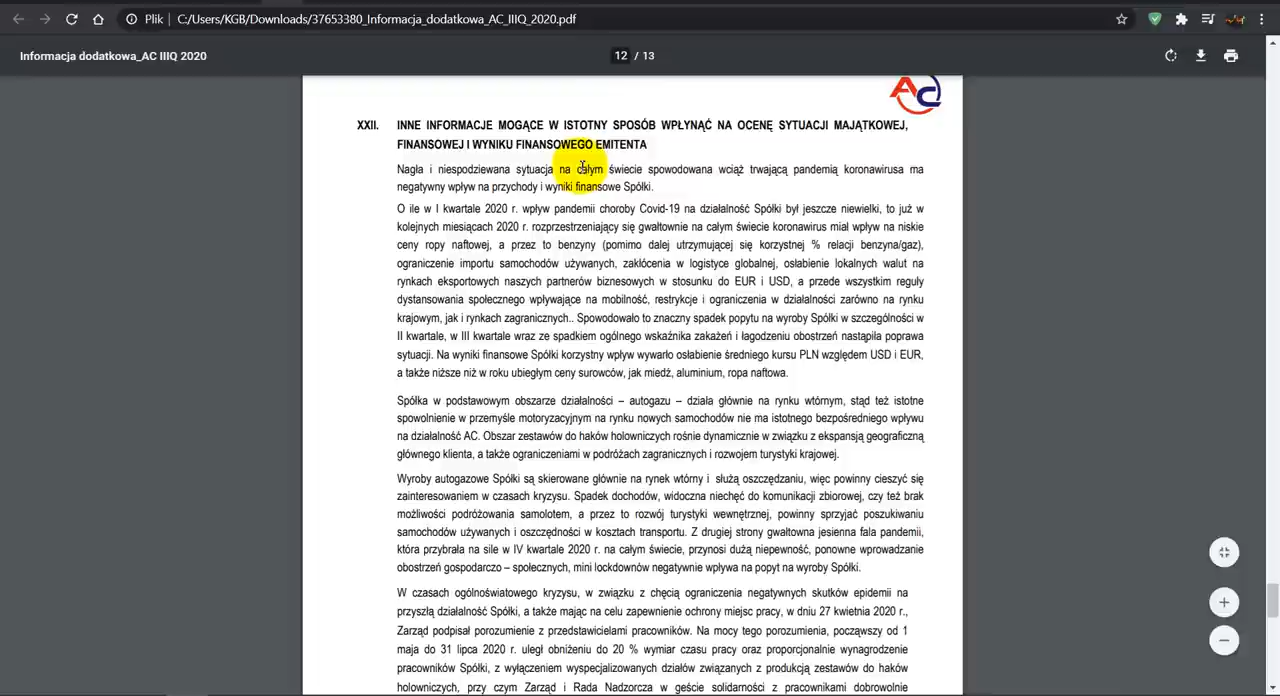 Plik | C:/Users/KGB/Downloads/37653380_Informacja_dodatkowa_AC_IIIQ_2020.pdf
Informacja dodatkowa_AC IIIQ 2020
12 / 13
AC
XXII. INNE INFORMACJE MOGĄCE W ISTOTNY SPOSÓB WPŁYNĄĆ NA OCENĘ SYTUACJI MAJĄTKOWEJ,
FINANSOWEJ I WYNIKU FINANSOWEGO EMITENTA
Nagła i niespodziewana sytuacja na całym świecie spowodowana wciąż trwającą pandemią koronawirusa ma
negatywny wpływ na przychody i wyniki finansowe Spółki.
O ile w I kwartale 2020 r. wpływ pandemii choroby Covid-19 na działalność Spółki był jeszcze niewielki, to już w
kolejnych miesiącach 2020 r. rozprzestrzeniający się gwałtownie na całym świecie koronawirus miał wpływ na niskie
ceny ropy naftowej, a przez to benzyny (pomimo dalej utrzymującej się korzystnej % relacji benzyna/gaz),
ograniczenie importu samochodów używanych, zakłócenia w logistyce globalnej, osłabienie lokalnych walut na
rynkach eksportowych naszych partnerów biznesowych w stosunku do EUR i USD, a przede wszystkim reguły
dystansowania społecznego wpływające na mobilność, restrykcje i ograniczenia w działalności zarówno na rynku
krajowym, jak i rynkach zagranicznych.. Spowodowało to znaczny spadek popytu na wyroby Spółki w szczególności w
II kwartale, w III kwartale wraz ze spadkiem ogólnego wskaźnika zakażeń i łagodzeniu obostrzeń nastąpiła poprawa
sytuacji. Na wyniki finansowe Spółki korzystny wpływ wywarło osłabienie średniego kursu PLN względem USD i EUR,
a także niższe niż w roku ubiegłym ceny surowców, jak miedź, aluminium, ropa naftowa.
Spółka w podstawowym obszarze działalności – autogazu – działa głównie na rynku wtórnym, stąd też istotne
spowolnienie w przemyśle motoryzacyjnym na rynku nowych samochodów nie ma istotnego bezpośredniego wpływu
na działalność AC. Obszar zestawów do haków holowniczych rośnie dynamicznie w związku z ekspansją geograficzną
głównego klienta, a także ograniczeniami w podróżach zagranicznych i rozwojem turystyki krajowej.
Wyroby autogazowe Spółki są skierowane głównie na rynek wtórny i służą oszczędzaniu, więc powinny cieszyć się
zainteresowaniem w czasach kryzysu. Spadek dochodów, widoczna niechęć do komunikacji zbiorowej, czy też brak
możliwości podróżowania samolotem, a przez to rozwój turystyki wewnętrznej, powinny sprzyjać poszukiwaniu
samochodów używanych i oszczędności w kosztach transportu. Z drugiej strony gwałtowna jesienna fala pandemii,
która przybrała na sile w IV kwartale 2020 r. na całym świecie, przynosi dużą niepewność, ponowne wprowadzanie
obostrzeń gospodarczo – społecznych, mini lockdownów negatywnie wpływa na popyt na wyroby Spółki.
W czasach ogólnoświatowego kryzysu, w związku z chęcią ograniczenia negatywnych skutków epidemii na
przyszłą działalność Spółki, a także mając na celu zapewnienie ochrony miejsc pracy, w dniu 27 kwietnia 2020 r.,
Zarząd podpisał porozumienie z przedstawicielami pracowników. Na mocy tego porozumienia, począwszy od 1
maja do 31 lipca 2020 r. uległ obniżeniu do 20 % wymiar czasu pracy oraz proporcjonalnie wynagrodzenie
pracowników Spółki, z wyłączeniem wyspecjalizowanych działów związanych z produkcją zestawów do haków
holowniczych, przy czym Zarząd i Rada Nadzorcza w geście solidarności z pracownikami dobrowolnie